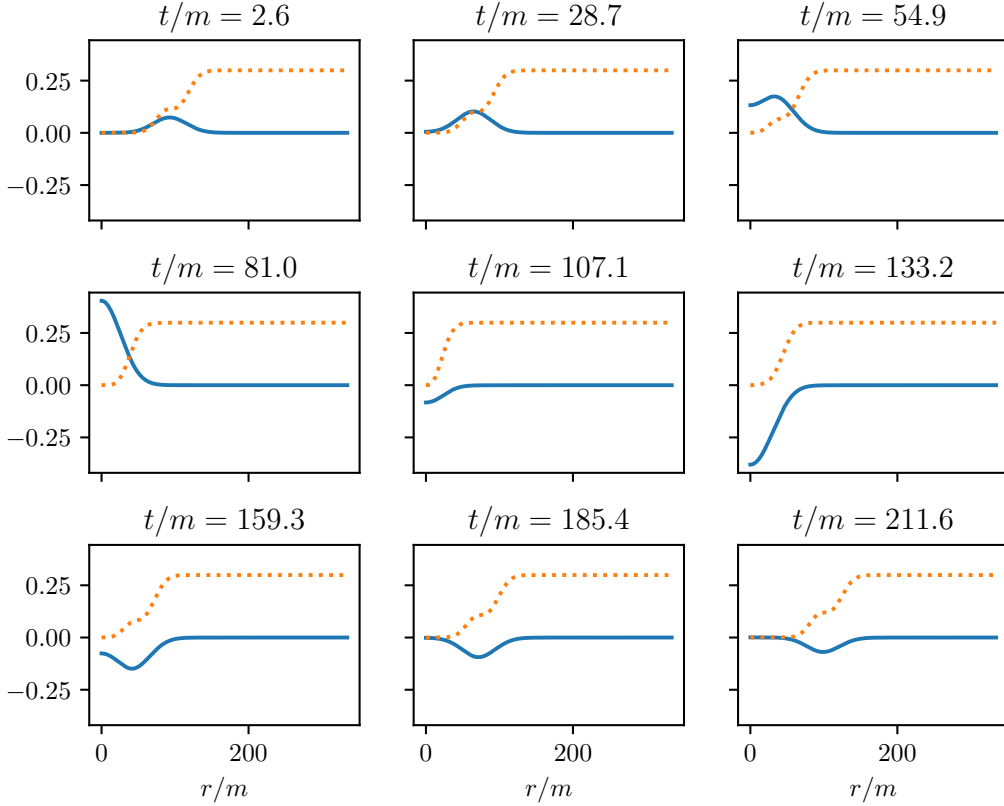 t/m = 2.6
t/m = 28.7
t/m = 54.9
0.25
0.00
−0.25
t/m = 81.0
t/m = 107.1
t/m = 133.2
0.25
0.00
−0.25
t/m = 159.3
t/m = 185.4
t/m = 211.6
0.25
0.00
−0.25
0 200 0 200 0 200
r/m r/m r/m